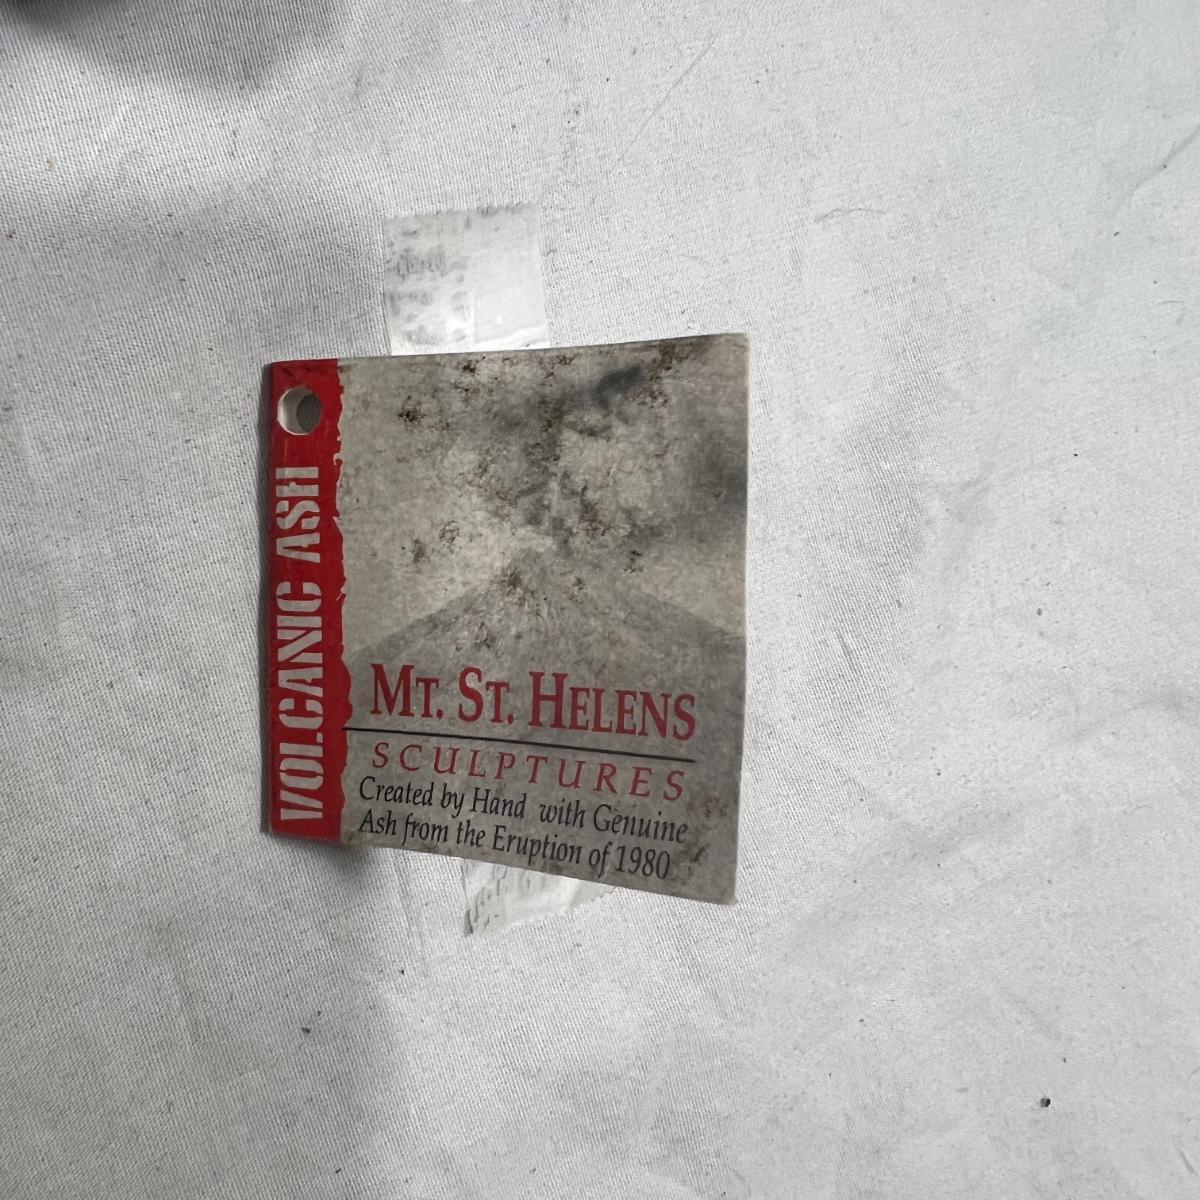 VOLCANIC ASH
MT. ST. HELENS
SCULPTURES
Created by Hand with Genuine
Ash from the Eruption of 1980